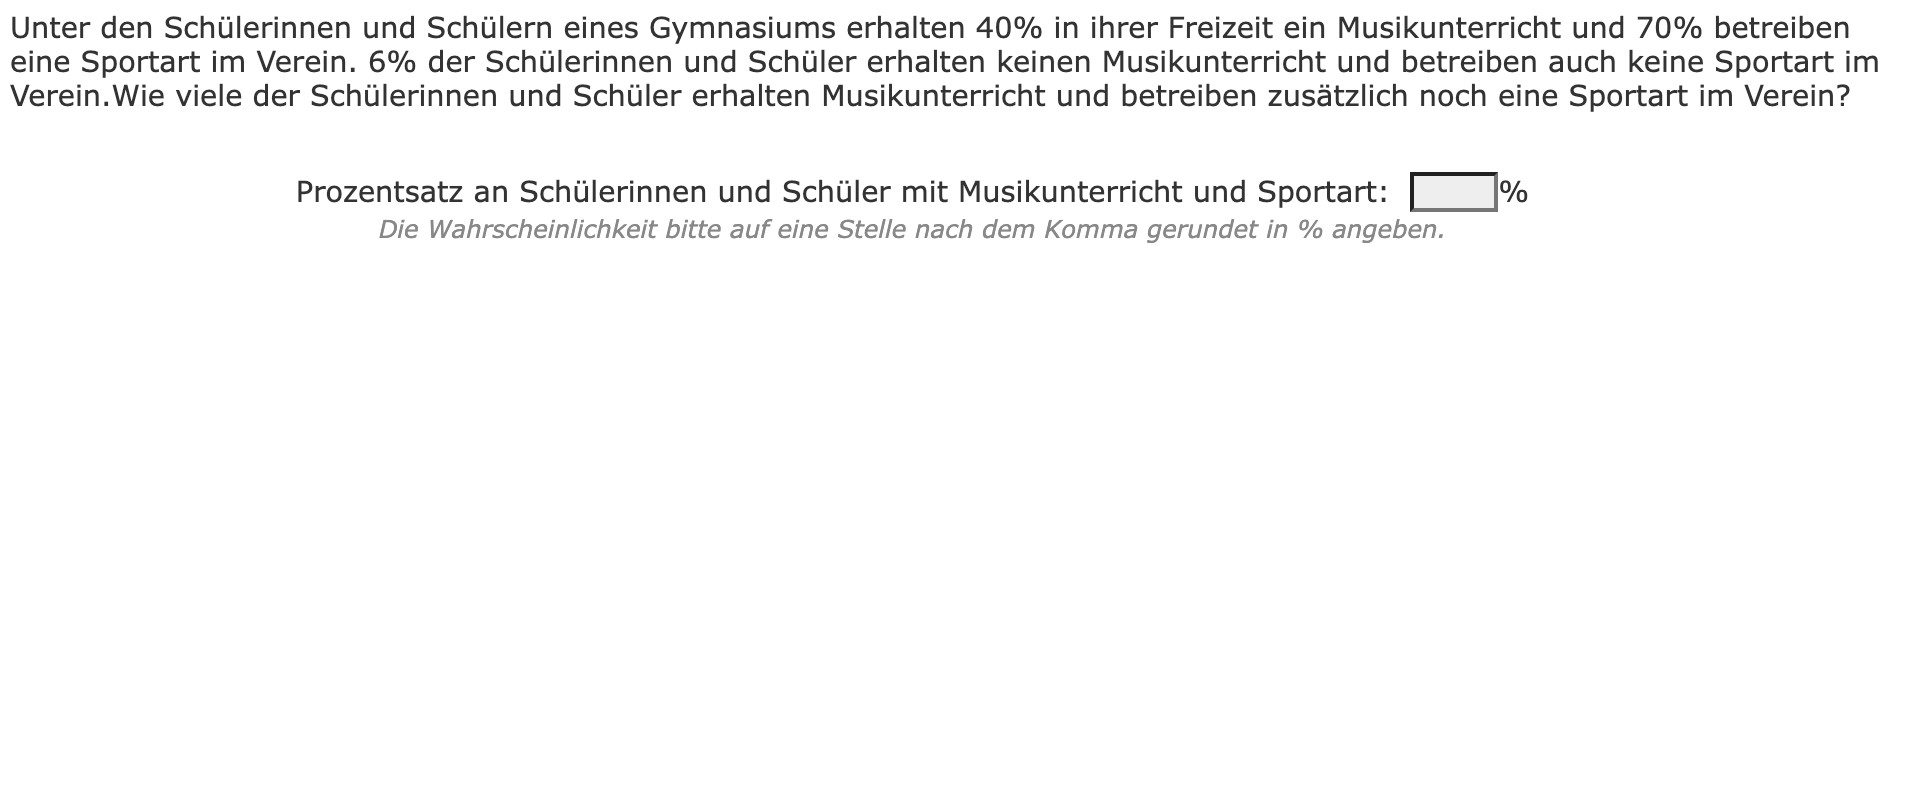 Unter den Schülerinnen und Schülern eines Gymnasiums erhalten 40% in ihrer Freizeit ein Musikunterricht und 70% betreiben
eine Sportart im Verein. 6% der Schülerinnen und Schüler erhalten keinen Musikunterricht und betreiben auch keine Sportart im
Verein.Wie viele der Schülerinnen und Schüler erhalten Musikunterricht und betreiben zusätzlich noch eine Sportart im Verein?
Prozentsatz an Schülerinnen und Schüler mit Musikunterricht und Sportart: %
Die Wahrscheinlichkeit bitte auf eine Stelle nach dem Komma gerundet in % angeben.